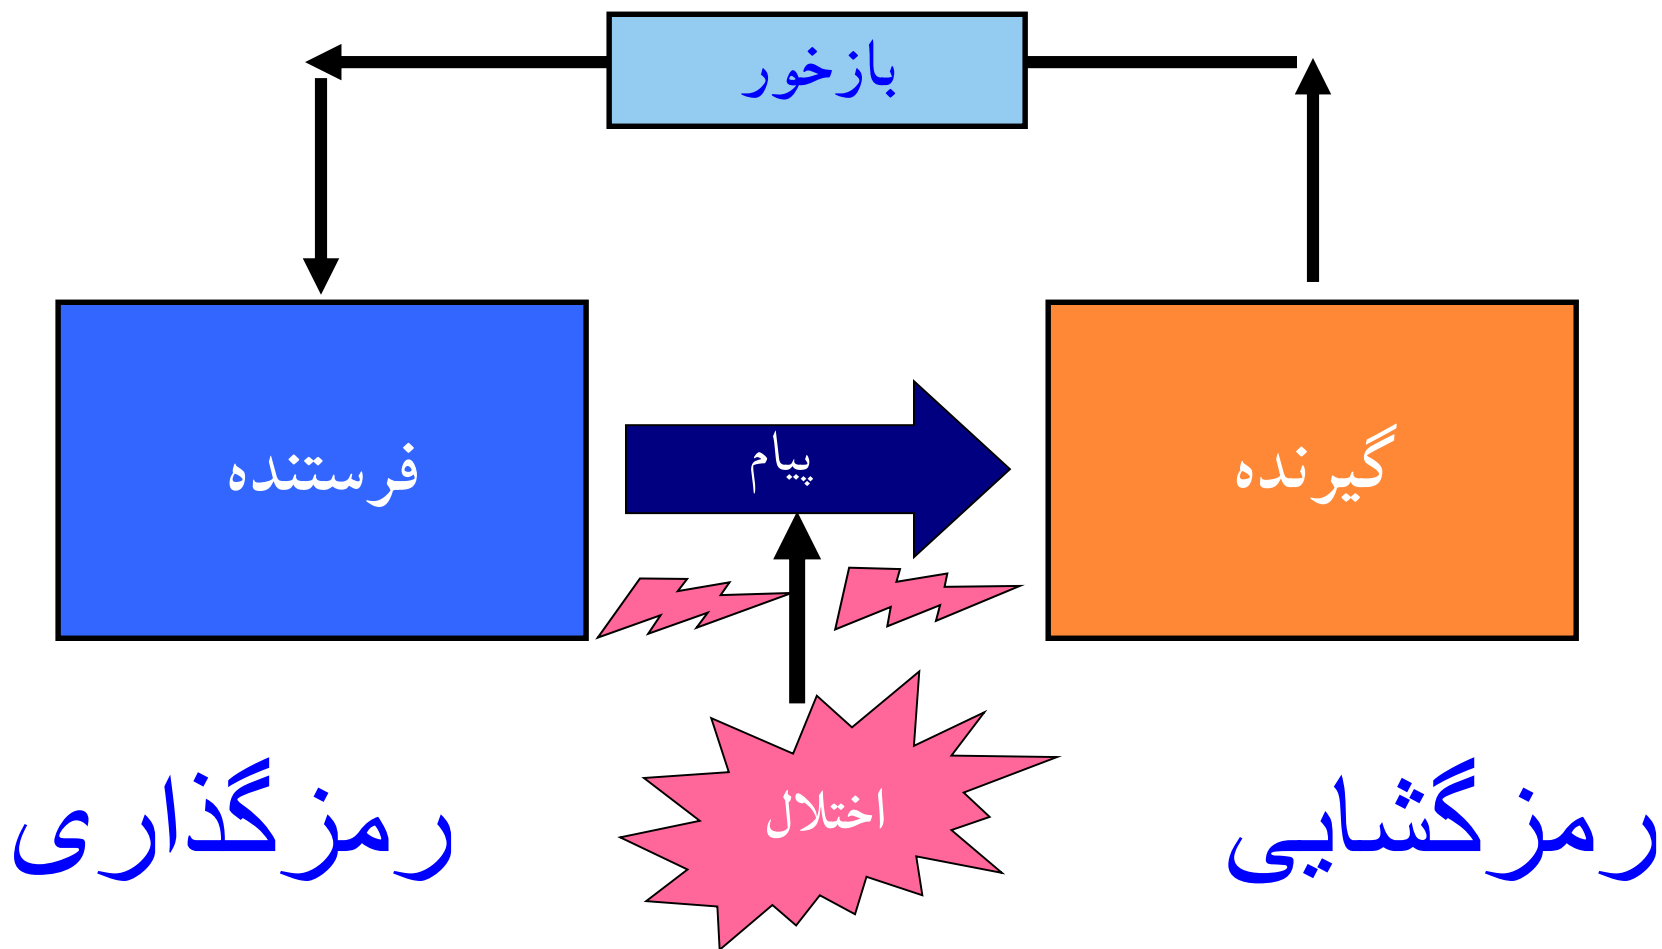 بازخور
فرستنده
پیام
گیرنده
اختلال
رمزگذاری
رمزگشایی